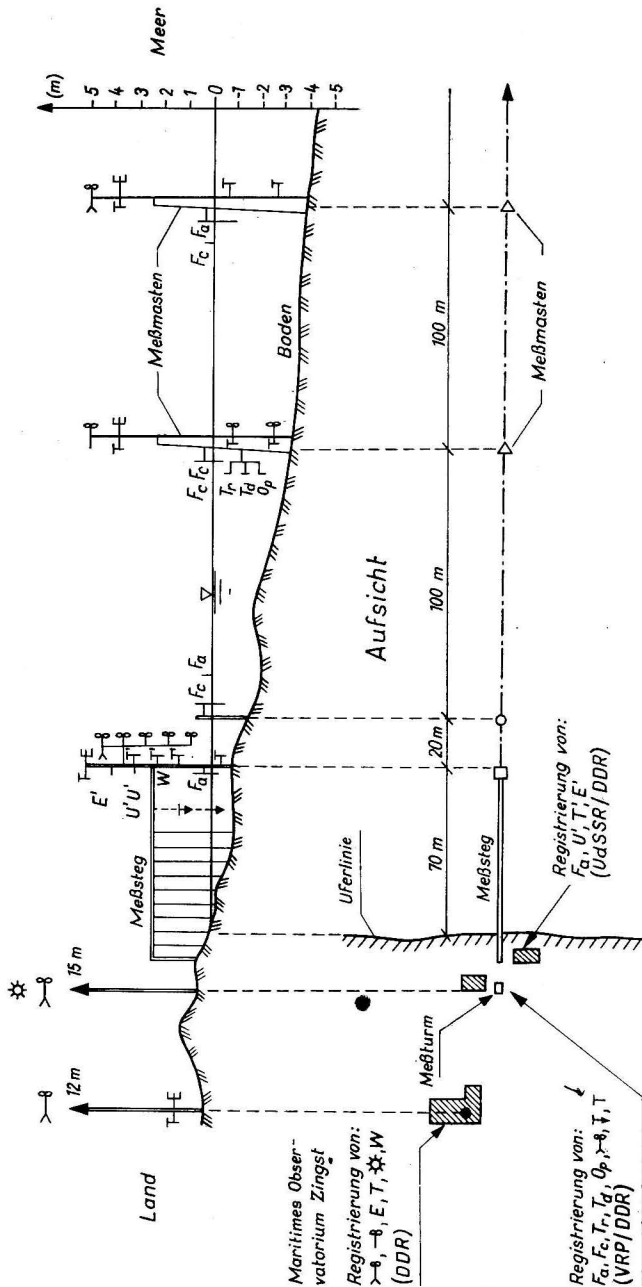 Land
Meer
(m)
5
4
3
2
1
0
-1
-2
-3
-4
-5
12m
15 m
E
T
Meßsteg
E
T
E'
U' U'
T
W
T
T
Fa
Fc Fa
Meßmasten
E
T
Fc Fc
Tr
Td
Op
T
T
E
T
Fc Fa
T
T
Boden
Aufsicht
Uferlinie
70 m
20m
100 m
100 m
Meßsteg
Meßmasten
Meßturm
Maritimes Obser-
vatorium Zingst
Registrierung von:
E, T, W
(DDR)
Registrierung von:
Fa, U', T', E'
(UdSSR/DDR)
Registrierung von:
Fa, Fc, Tr, Td, Op, T
(VRP/DDR)